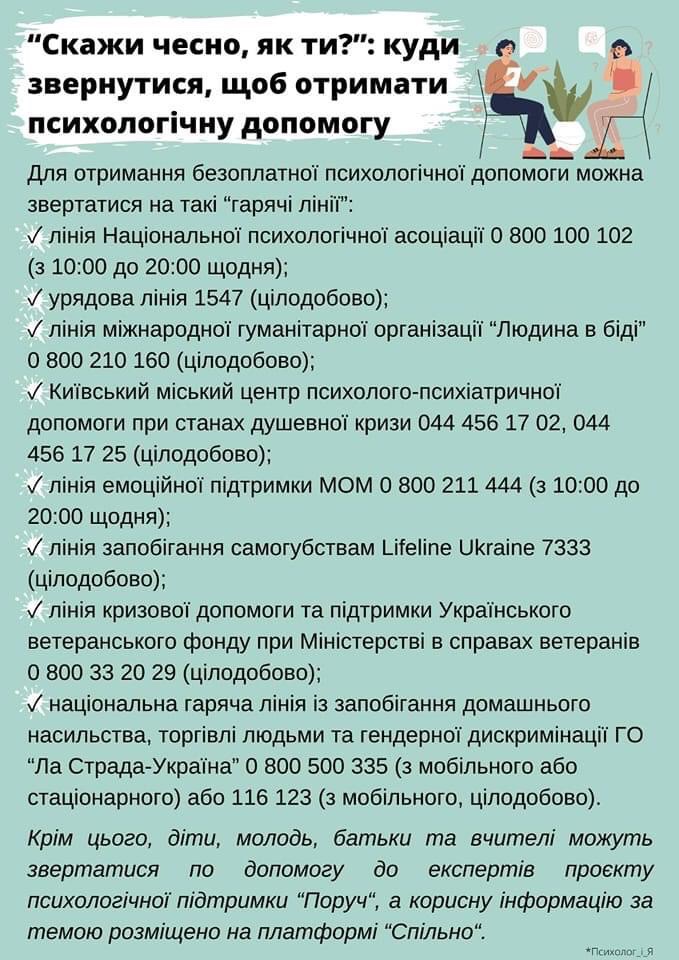 “Скажи чесно, як ти?”: куди
звернутися, щоб отримати
психологічну допомогу
Для отримання безоплатної психологічної допомоги можна
звертатися на такі “гарячі лінії”:
✓ лінія Національної психологічної асоціації 0 800 100 102
(з 10:00 до 20:00 щодня);
✓ урядова лінія 1547 (цілодобово);
✓ лінія міжнародної гуманітарної організації “Людина в біді”
0 800 210 160 (цілодобово);
✓ Київський міський центр психолого-психіатричної
допомоги при станах душевної кризи 044 456 17 02, 044
456 17 25 (цілодобово);
✓ лінія емоційної підтримки МОМ 0 800 211 444 (з 10:00 до
20:00 щодня);
✓ лінія запобігання самогубствам Lifeline Ukraine 7333
(цілодобово);
✓ лінія кризової допомоги та підтримки Українського
ветеранського фонду при Міністерстві в справах ветеранів
0 800 33 20 29 (цілодобово);
✓ національна гаряча лінія із запобігання домашнього
насильства, торгівлі людьми та гендерної дискримінації ГО
“Ла Страда-Україна” 0 800 500 335 (з мобільного або
стаціонарного) або 116 123 (з мобільного, цілодобово).
Крім цього, діти, молодь, батьки та вчителі можуть
звертатися по допомогу до експертів проєкту
психологічної підтримки “Поруч“, а корисну інформацію за
темою розміщено на платформі “Спільно“.
*Психолог_і_Я